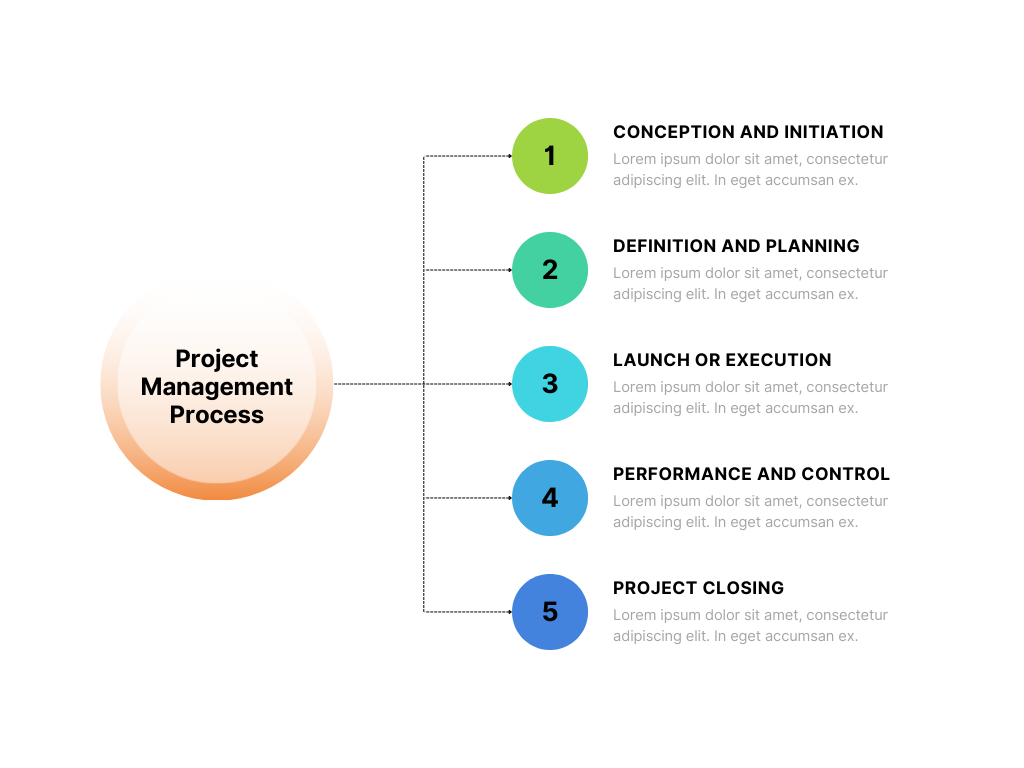 Project
Management
Process
1
CONCEPTION AND INITIATION
Lorem ipsum dolor sit amet, consectetur
adipiscing elit. In eget accumsan ex.
2
DEFINITION AND PLANNING
Lorem ipsum dolor sit amet, consectetur
adipiscing elit. In eget accumsan ex.
3
LAUNCH OR EXECUTION
Lorem ipsum dolor sit amet, consectetur
adipiscing elit. In eget accumsan ex.
4
PERFORMANCE AND CONTROL
Lorem ipsum dolor sit amet, consectetur
adipiscing elit. In eget accumsan ex.
5
PROJECT CLOSING
Lorem ipsum dolor sit amet, consectetur
adipiscing elit. In eget accumsan ex.